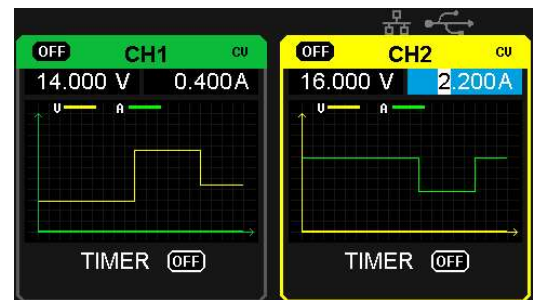 OFF CH1 CV
14.000 V 0.400A
V A
TIMER OFF
OFF CH2 CV
16.000 V 2.200A
V A
TIMER OFF